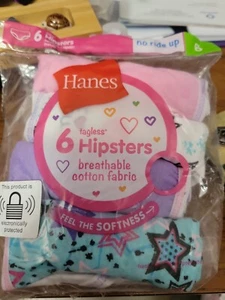 6 Hipsters
no ride up
6
Hanes
tagless
6 Hipsters
breathable
cotton fabric
This product is
electronically
protected
FEEL THE SOFTNESS